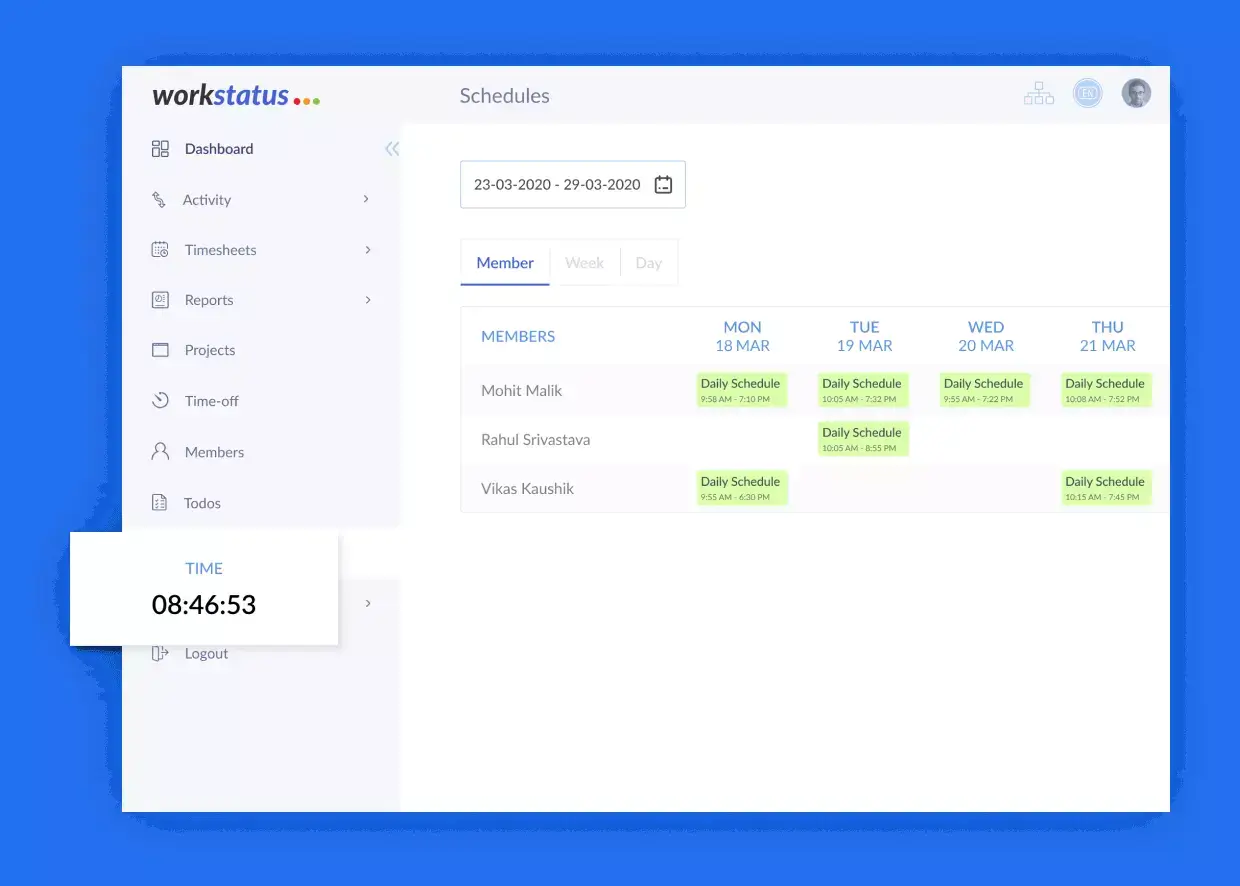 workstatus
Schedules
EN
Dashboard
Activity
Timesheets
Reports
Projects
Time-off
Members
Todos
TIME
08:46:53
Logout
23-03-2020 - 29-03-2020
Member Week Day
MEMBERS MON TUE WED THU
18 MAR 19 MAR 20 MAR 21 MAR
Mohit Malik Daily Schedule Daily Schedule Daily Schedule Daily Schedule
9:58 AM - 7:10 PM 10:05 AM - 7:32 PM 9:55 AM - 7:22 PM 10:08 AM - 7:52 PM
Rahul Srivastava Daily Schedule
10:05 AM - 8:55 PM
Vikas Kaushik Daily Schedule Daily Schedule
9:55 AM - 6:30 PM 10:15 AM - 7:45 PM